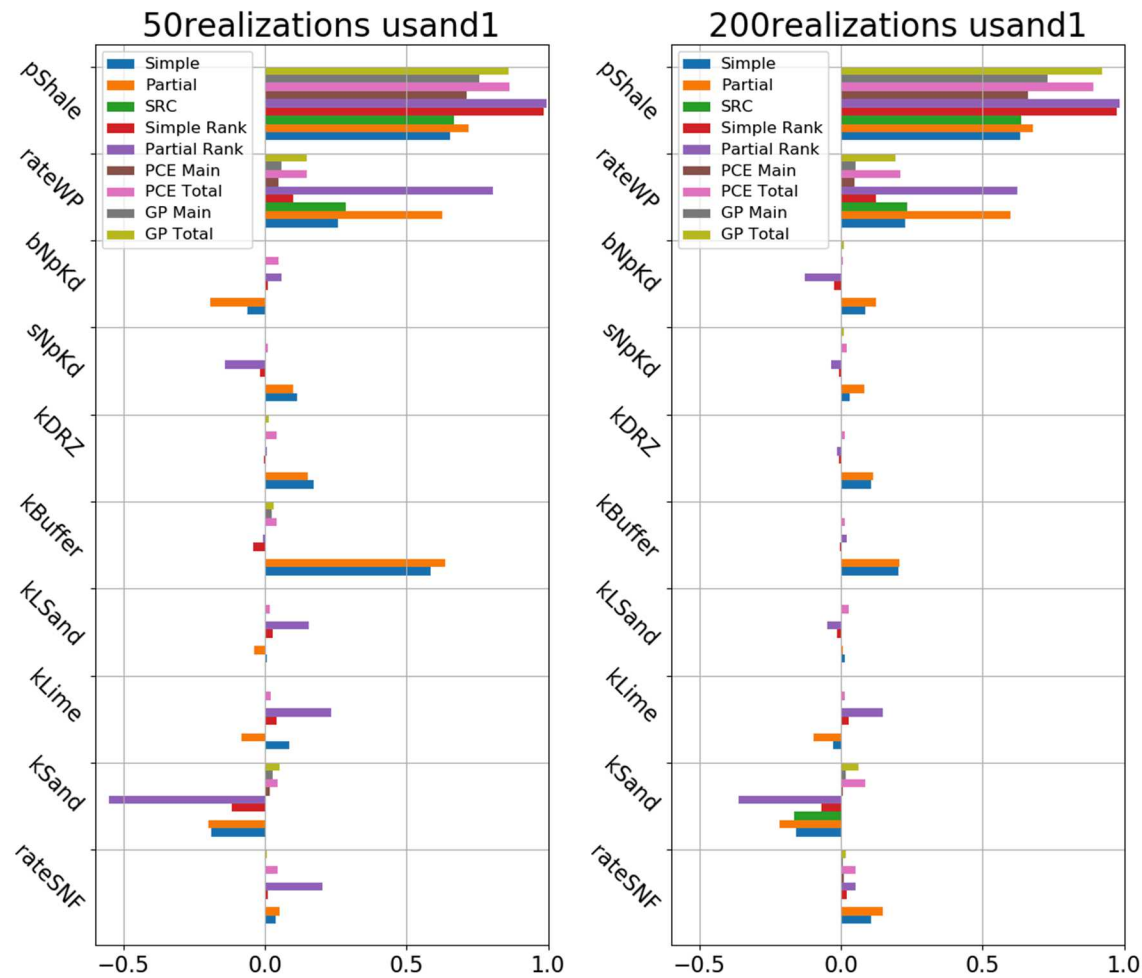 50realizations usand1
Simple
Partial
SRC
Simple Rank
Partial Rank
PCE Main
PCE Total
GP Main
GP Total
pShale
rateWP
bNpKd
sNpKd
kDRZ
kBuffer
kLSand
kLime
kSand
rateSNF
−0.5 0.0 0.5 1.0
200realizations usand1
Simple
Partial
SRC
Simple Rank
Partial Rank
PCE Main
PCE Total
GP Main
GP Total
pShale
rateWP
bNpKd
sNpKd
kDRZ
kBuffer
kLSand
kLime
kSand
rateSNF
−0.5 0.0 0.5 1.0